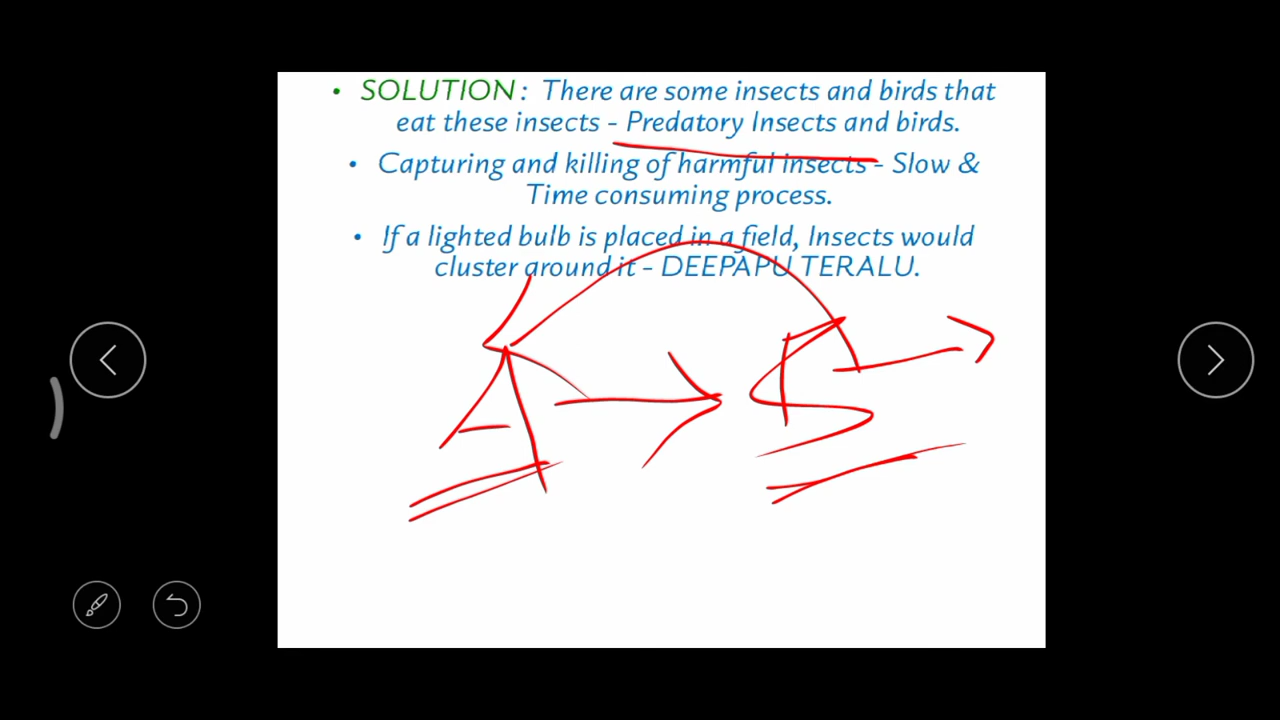 • SOLUTION: There are some insects and birds that
eat these insects - Predatory Insects and birds.
• Capturing and killing of harmful insects - Slow &
Time consuming process.
• If a lighted bulb is placed in a field, Insects would
cluster around it - DEEPAPU TERALU.
A
B